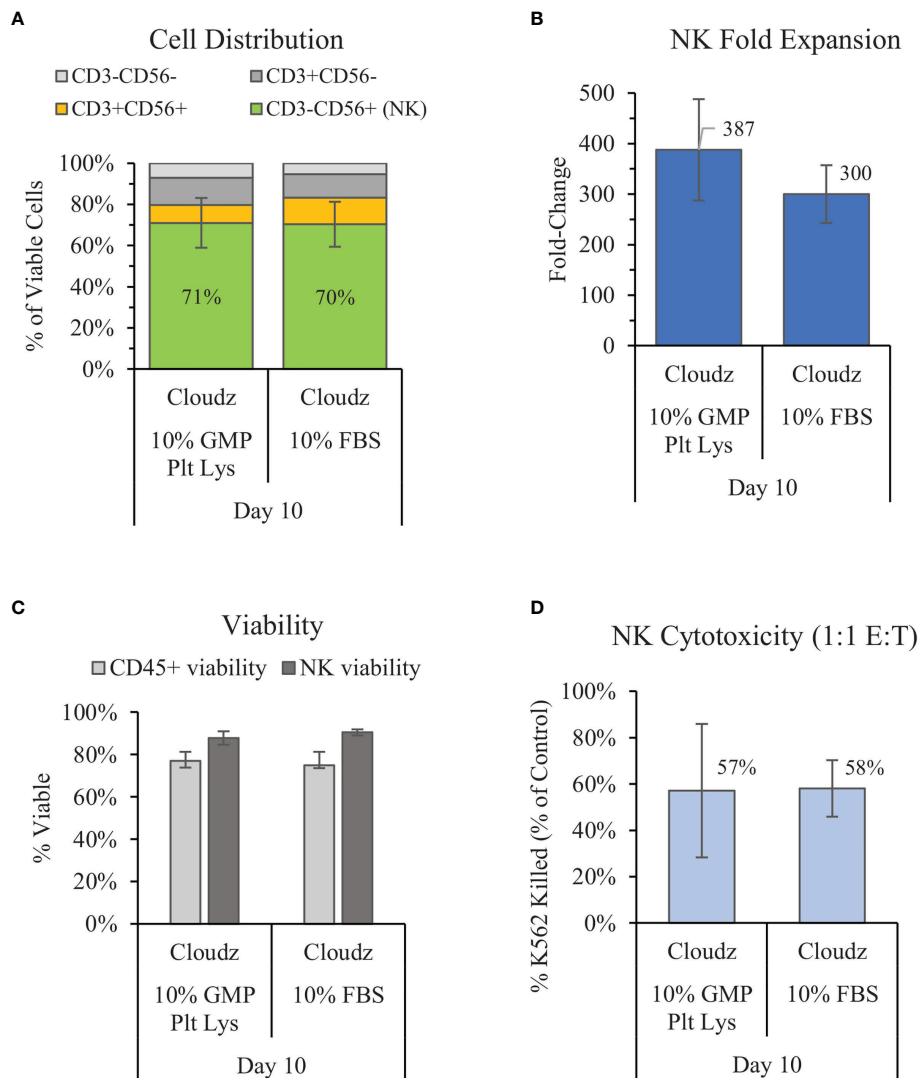 A
Cell Distribution
CD3-CD56-
CD3+CD56-
CD3+CD56+
CD3-CD56+ (NK)
% of Viable Cells
100%
80%
60%
40%
20%
0%
71%
70%
Cloudz
Cloudz
10% GMP
Plt Lys
10% FBS
Day 10
B
NK Fold Expansion
Fold-Change
500
400
300
200
100
0
387
300
Cloudz
Cloudz
10% GMP
Plt Lys
10% FBS
Day 10
C
Viability
CD45+ viability
NK viability
% Viable
100%
80%
60%
40%
20%
0%
Cloudz
Cloudz
10% GMP
Plt Lys
10% FBS
Day 10
D
NK Cytotoxicity (1:1 E:T)
% K562 Killed (% of Control)
100%
80%
60%
40%
20%
0%
57%
58%
Cloudz
Cloudz
10% GMP
Plt Lys
10% FBS
Day 10